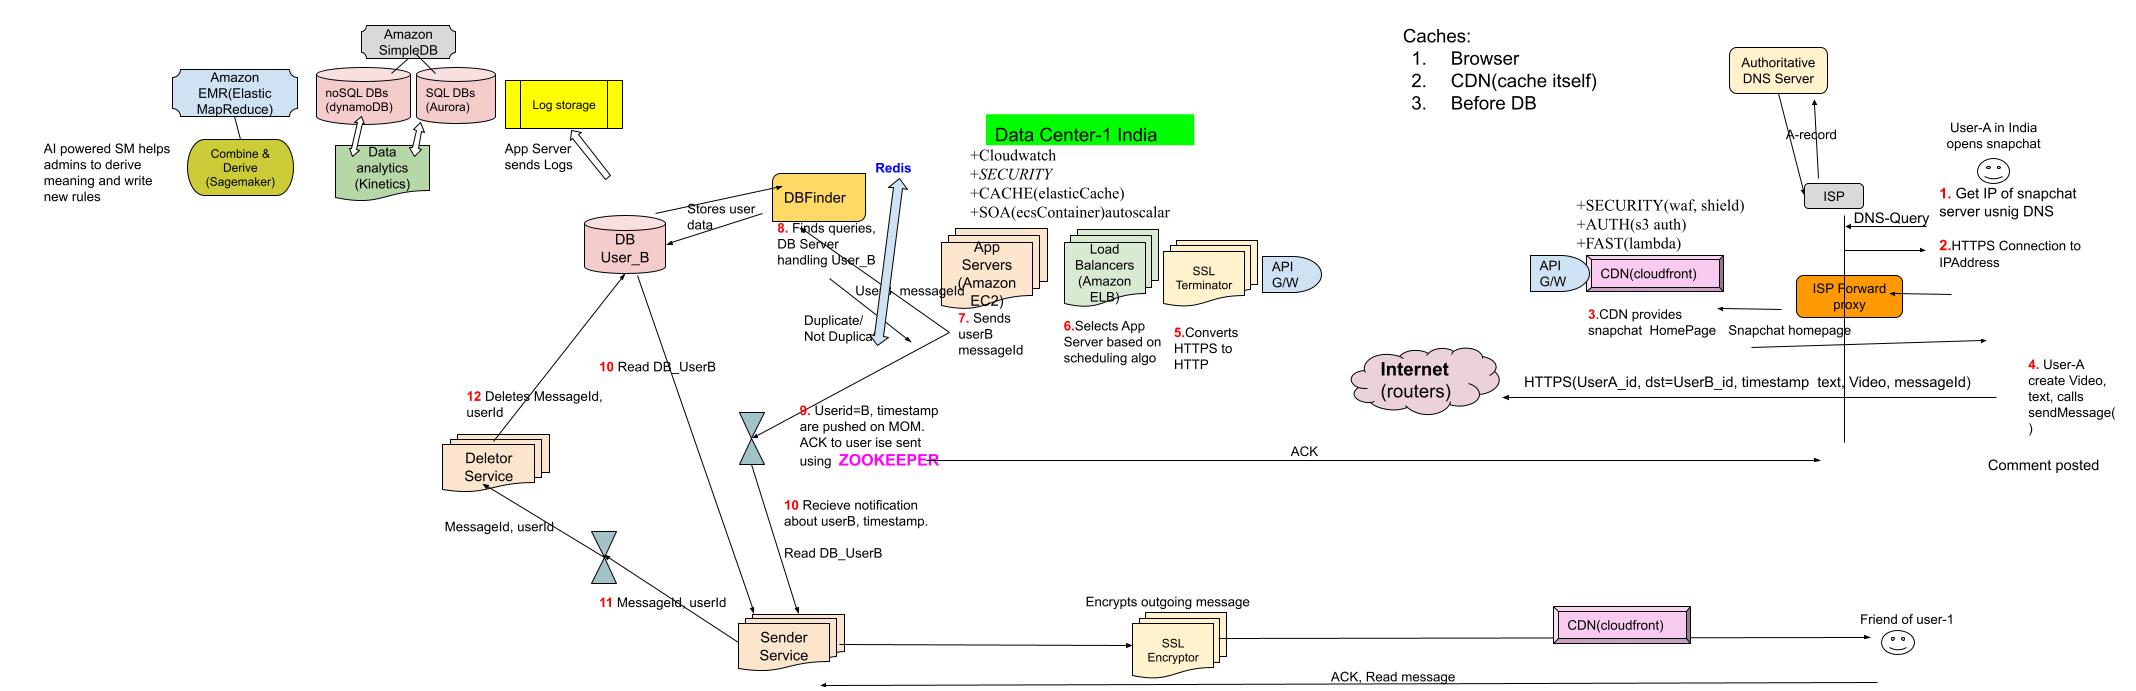 Amazon
SimpleDB
Amazon
EMR(Elastic
MapReduce)
noSQL DBs
(dynamoDB)
SQL DBs
(Aurora)
Log storage
AI powered SM helps
admins to derive
meaning and write
new rules
Combine &
Derive
(Sagemaker)
Data
analytics
(Kinetics)
App Server
sends Logs
Caches:
1. Browser
2. CDN(cache itself)
3. Before DB
Authoritative
DNS Server
A-record
User-A in India
opens snapchat
ISP
DNS-Query
1. Get IP of snapchat
server usnig DNS
2.HTTPS Connection to
IPAddress
Data Center-1 India
+Cloudwatch
+SECURITY
+CACHE(elasticCache)
+SOA(ecsContainer)autoscalar
Redis
DBFinder
Stores user
data
DB
User_B
8. Finds queries,
DB Server
handling User_B
UserB, messageId
Duplicate/
Not Duplica
App
Servers
(Amazon
EC2)
Load
Balancers
(Amazon
ELB)
SSL
Terminator
API
G/W
7. Sends
userB
messageId
6.Selects App
Server based on
scheduling algo
5.Converts
HTTPS to
HTTP
+SECURITY(waf, shield)
+AUTH(s3 auth)
+FAST(lambda)
API
G/W
CDN(cloudfront)
ISP Forward
proxy
3.CDN provides
snapchat HomePage
Snapchat homepage
Internet
(routers)
HTTPS(UserA_id, dst=UserB_id, timestamp text, Video, messageId)
4. User-A
create Video,
text, calls
sendMessage(
)
Comment posted
10 Read DB_UserB
12 Deletes MessageId,
userId
9. Userid=B, timestamp
are pushed on MOM.
ACK to user ise sent
using ZOOKEEPER
ACK
Deletor
Service
10 Recieve notification
about userB, timestamp.
Read DB_UserB
MessageId, userId
11 MessageId, userId
Sender
Service
Encrypts outgoing message
SSL
Encryptor
CDN(cloudfront)
Friend of user-1
ACK, Read message